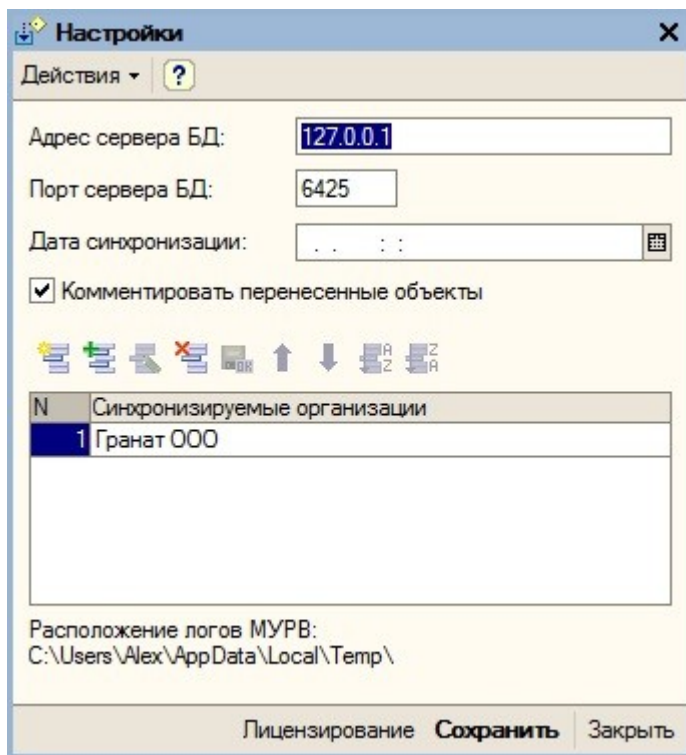 Настройки
Действия
Адрес сервера БД: 127.0.0.1
Порт сервера БД: 6425
Дата синхронизации: . . : :
Комментировать перенесенные объекты
N Синхронизируемые организации
1 Гранат ООО
Расположение логов МУРВ:
C:\Users\Alex\AppData\Local\Temp\
Лицензирование Сохранить Закрыть